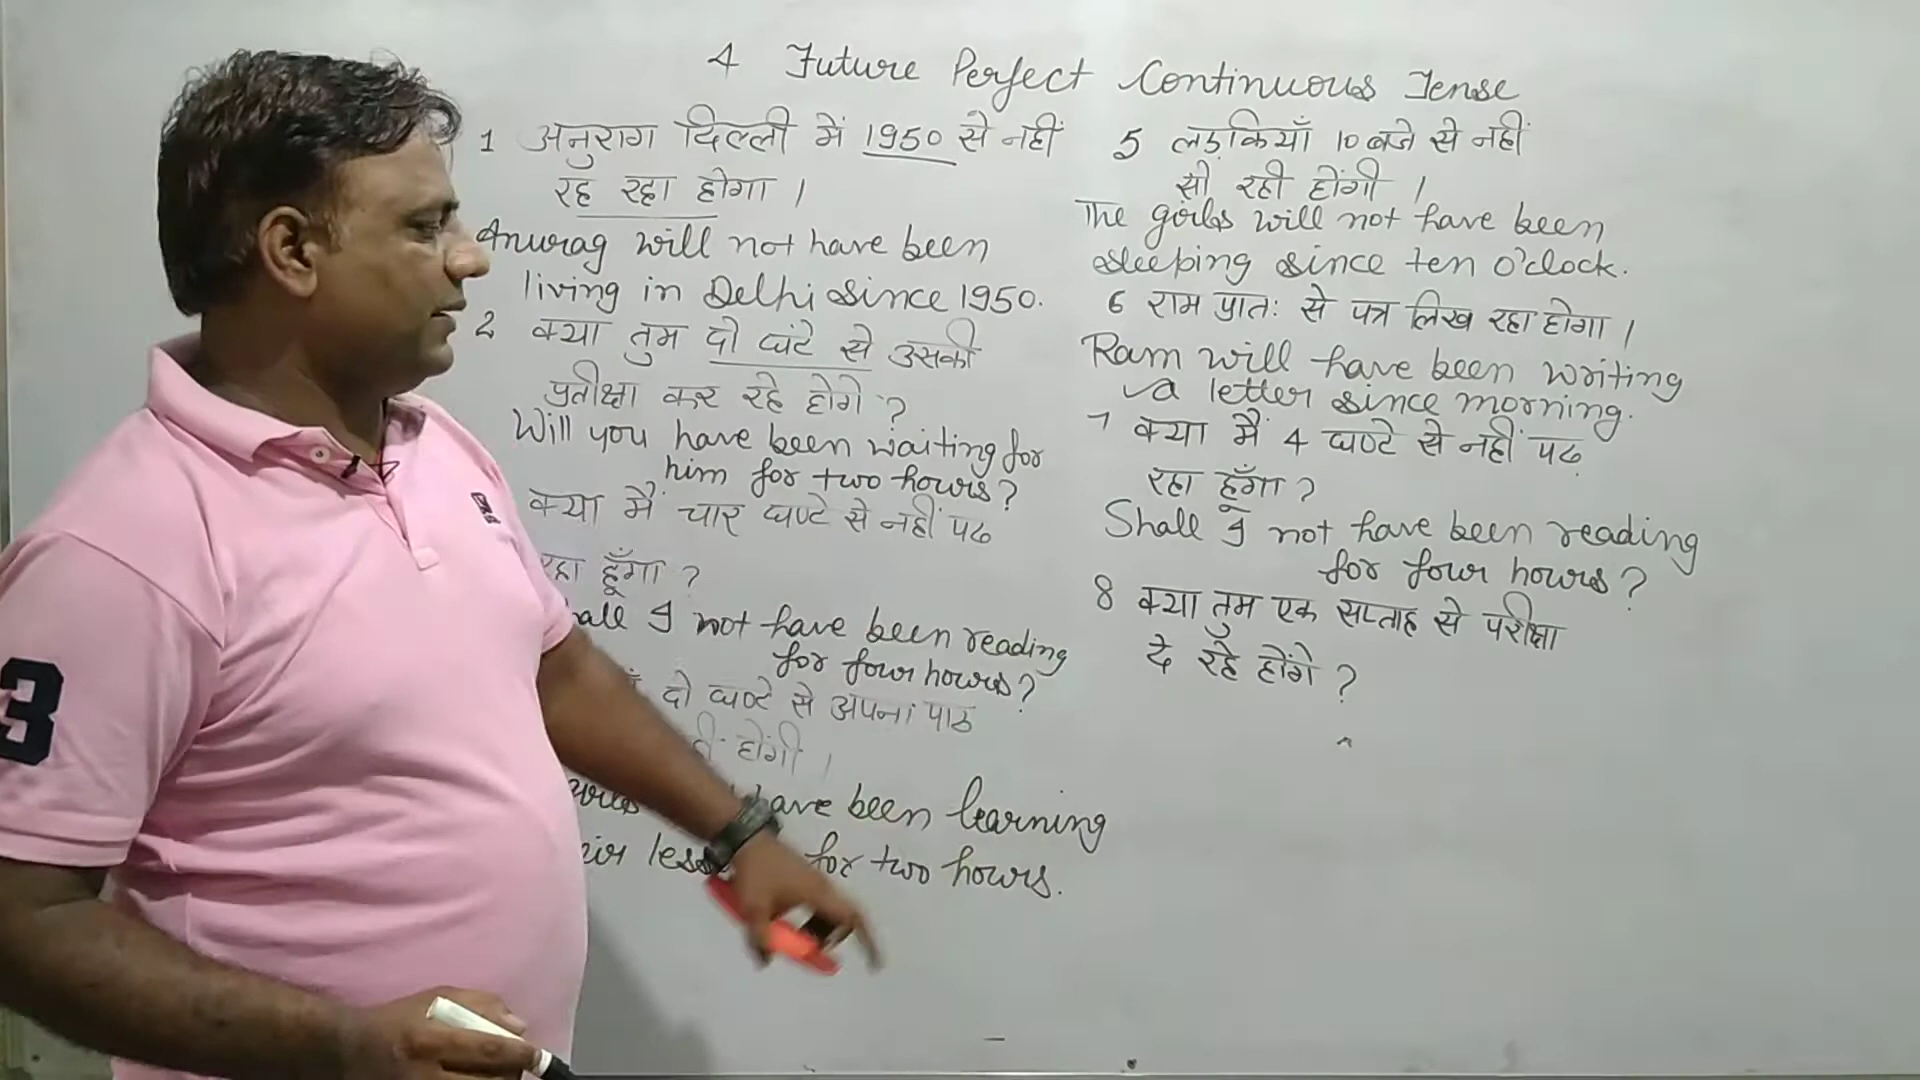 4 Future Perfect Continuous Tense
1 अनुराग दिल्ली में 1950 से नहीं
रह रहा होगा ।
Anurag will not have been
living in Delhi since 1950.
2 क्या तुम दो घंटे से उसकी
प्रतीक्षा कर रहे होगे ?
Will you have been waiting for
him for two hours?
क्या मैं चार घण्टे से नहीं पढ
हूँगा ?
I not have been reading
for four hours?
दो घण्टे से अपना पाठ
होंगी ।
have been learning
for two hours.
5 लड़कियाँ 10 बजे से नहीं
सो रही होंगी ।
The girls will not have been
sleeping since ten o'clock.
6 राम प्रातः से पत्र लिख रहा होगा ।
Ram will have been writing
a letter since morning.
7 क्या मैं 4 घण्टे से नहीं पढ़
रहा हूँगा ?
Shall I not have been reading
for four hours?
8 क्या तुम एक सप्ताह से परीक्षा
दे रहे होंगे ?
3